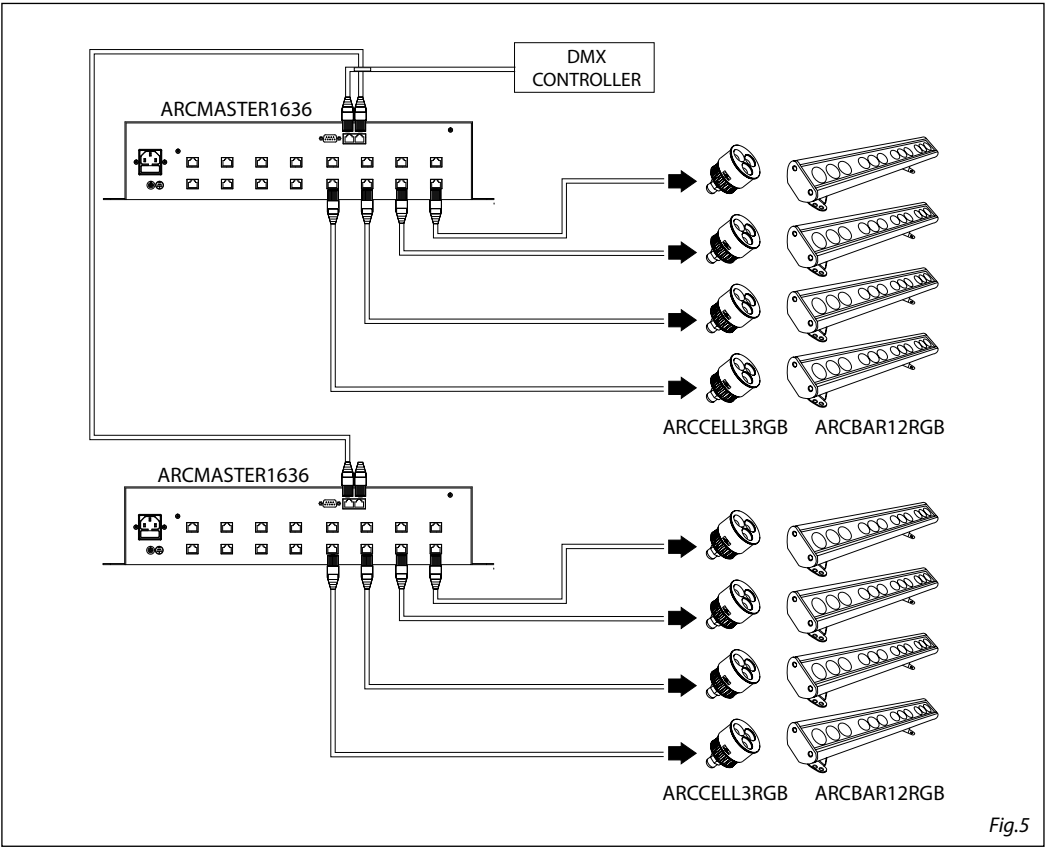 DMX
CONTROLLER
ARCMASTER1636
ARCCELL3RGB ARCBAR12RGB
ARCMASTER1636
ARCCELL3RGB ARCBAR12RGB
Fig.5